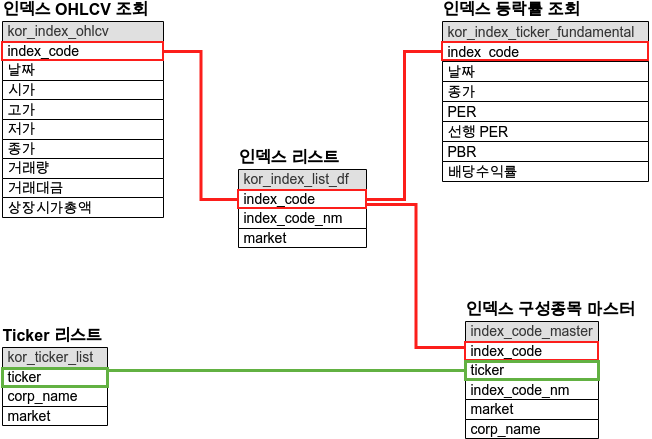 인덱스 OHLCV 조회
kor_index_ohlcv
index_code
날짜
시가
고가
저가
종가
거래량
거래대금
상장시가총액
인덱스 등락률 조회
kor_index_ticker_fundamental
index_code
날짜
종가
PER
선행 PER
PBR
배당수익률
인덱스 리스트
kor_index_list_df
index_code
index_code_nm
market
Ticker 리스트
kor_ticker_list
ticker
corp_name
market
인덱스 구성종목 마스터
index_code_master
index_code
ticker
index_code_nm
market
corp_name